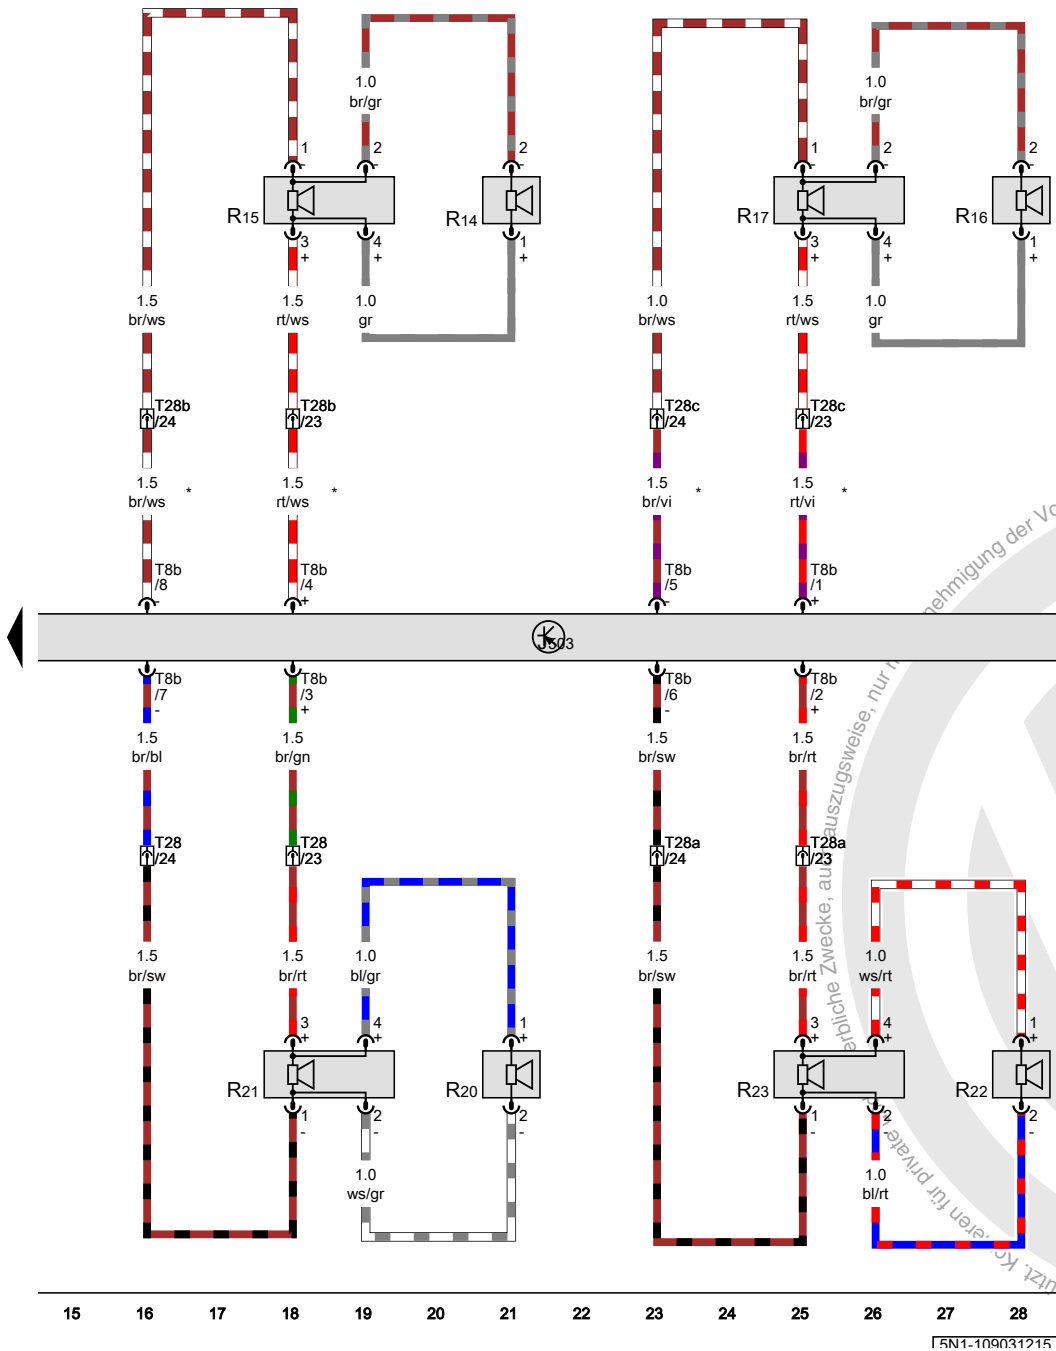 1.0
br/gr
1.0
br/gr
1
-
2
-
2
-
1
-
2
-
2
-
R15
R14
R17
R16
3
+
4
+
1
+
3
+
4
+
1
+
1.5
br/ws
1.5
rt/ws
1.0
gr
1.0
br/ws
1.5
rt/ws
1.0
gr
T28b
/24
T28b
/23
T28c
/24
T28c
/23
1.5
br/ws
*
1.5
rt/ws
*
1.5
br/vi
*
1.5
rt/vi
*
T8b
/8
-
T8b
/4
+
T8b
/5
-
T8b
/1
+
J503
T8b
/7
-
T8b
/3
+
T8b
/6
-
T8b
/2
+
1.5
br/bl
1.5
br/gn
1.5
br/sw
1.5
br/rt
T28
/24
T28
/23
T28a
/24
T28a
/23
1.5
br/sw
1.5
br/rt
1.0
bl/gr
1.5
br/sw
1.5
br/rt
1.0
ws/rt
3
+
4
+
1
+
3
+
4
+
1
+
R21
R20
R23
R22
1
-
2
-
2
-
1
-
2
-
2
-
1.0
ws/gr
1.0
bl/rt
15 16 17 18 19 20 21 22 23 24 25 26 27 28
5N1-109031215